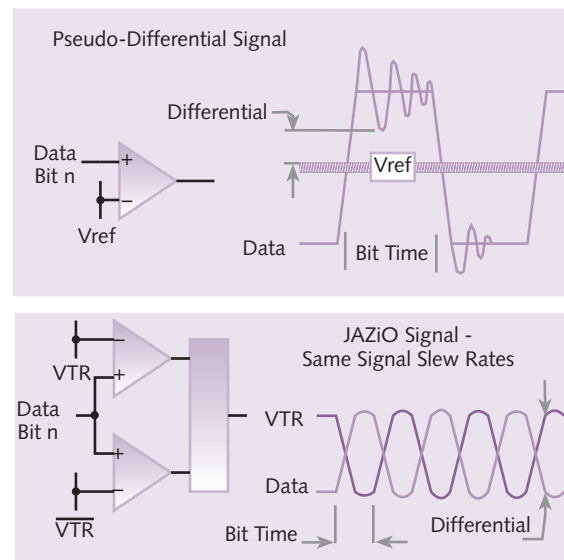 Pseudo-Differential Signal
Differential
Data
Bit n
+
−
Vref
Vref
Data
Bit Time
JAZiO Signal -
Same Signal Slew Rates
−
VTR
+
Data
Bit n
+
−
V̅T̅R̅
VTR
Data
Bit Time
Differential